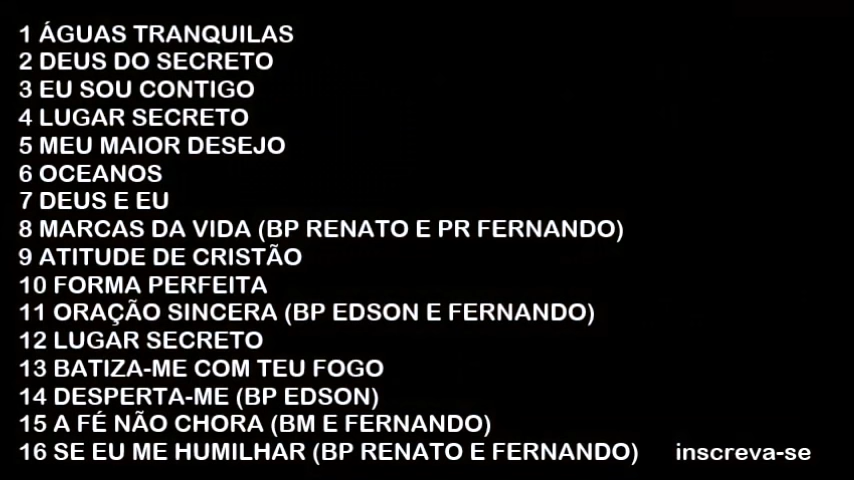 1 ÁGUAS TRANQUILAS
2 DEUS DO SECRETO
3 EU SOU CONTIGO
4 LUGAR SECRETO
5 MEU MAIOR DESEJO
6 OCEANOS
7 DEUS E EU
8 MARCAS DA VIDA (BP RENATO E PR FERNANDO)
9 ATITUDE DE CRISTÃO
10 FORMA PERFEITA
11 ORAÇÃO SINCERA (BP EDSON E FERNANDO)
12 LUGAR SECRETO
13 BATIZA-ME COM TEU FOGO
14 DESPERTA-ME (BP EDSON)
15 A FÉ NÃO CHORA (BM E FERNANDO)
16 SE EU ME HUMILHAR (BP RENATO E FERNANDO) inscreva-se